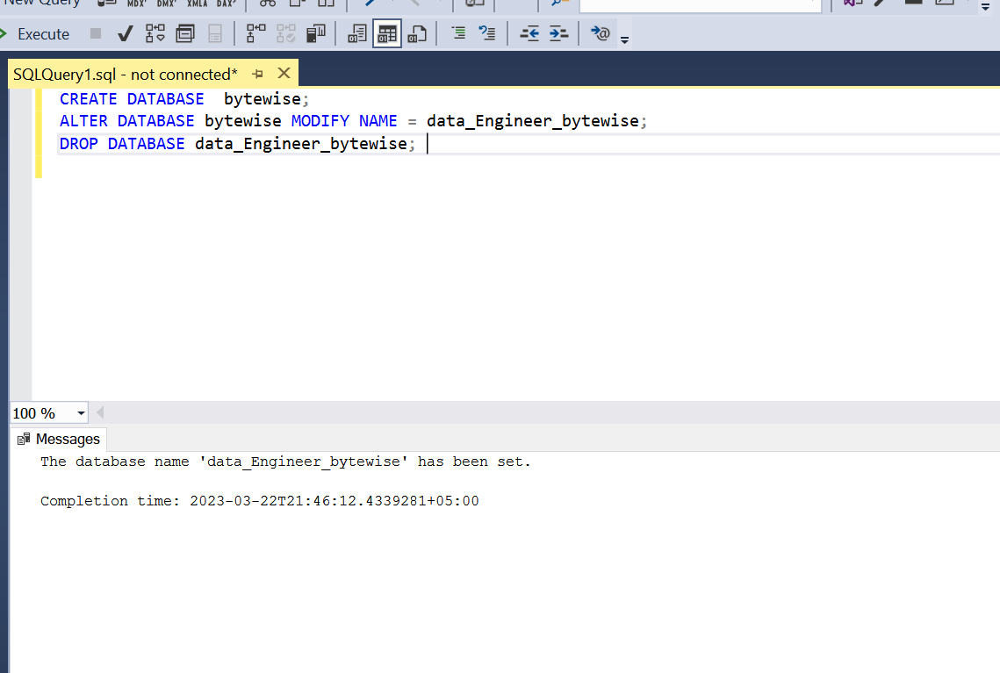 New Query MDX DMX XMLA DAX
Execute
SQLQuery1.sql - not connected*
CREATE DATABASE  bytewise;
ALTER DATABASE bytewise MODIFY NAME = data_Engineer_bytewise;
DROP DATABASE data_Engineer_bytewise;
100 %
Messages
The database name 'data_Engineer_bytewise' has been set.
Completion time: 2023-03-22T21:46:12.4339281+05:00